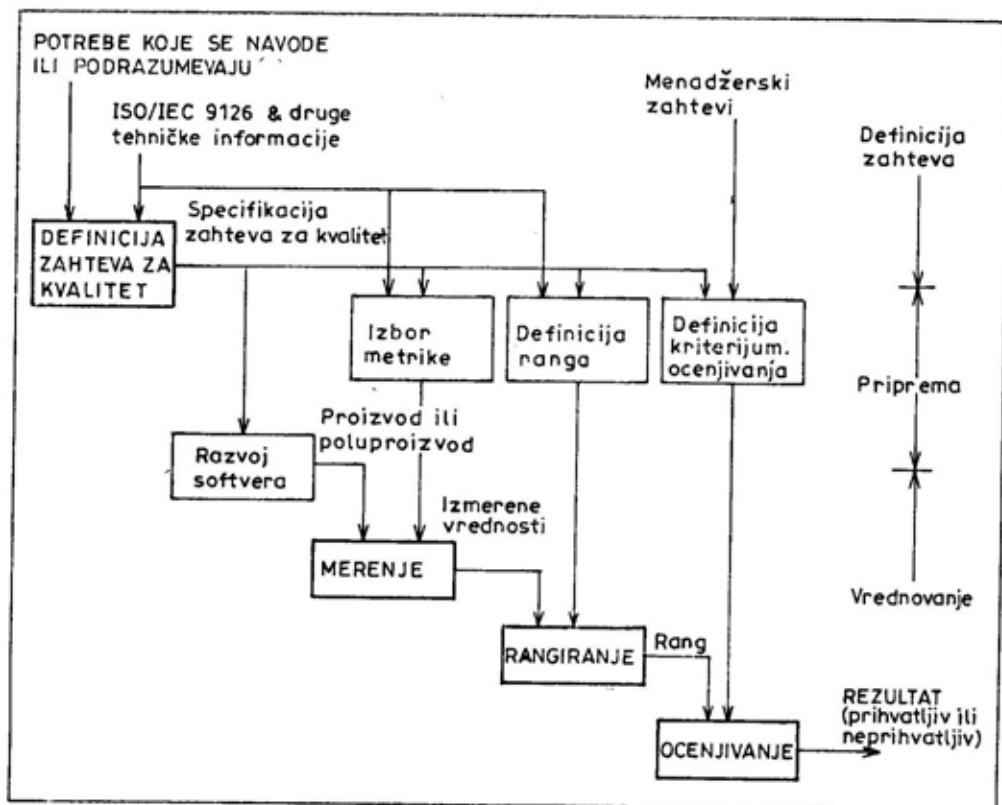 POTREBE KOJE SE NAVODE
ILI PODRAZUMEVAJU
ISO/IEC 9126 & druge
tehničke informacije
Menadžerski
zahtevi
Definicija
zahteva
Specifikacija
zahteva za kvalitet
DEFINICIJA
ZAHTEVA ZA
KVALITET
Izbor
metrike
Definicija
ranga
Definicija
kriterijum.
ocenjivanja
Priprema
Proizvod ili
poluproizvod
Razvoj
softvera
Izmerene
vrednosti
MERENJE
Vrednovanje
RANGIRANJE
Rang
REZULTAT
(prihvatljiv ili
neprihvatljiv)
OCENJIVANJE